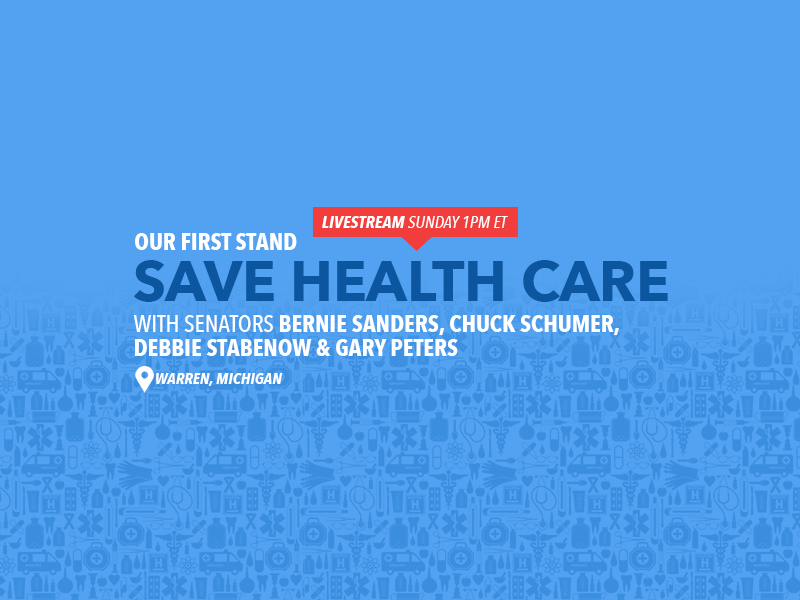 LIVESTREAM SUNDAY 1PM ET
OUR FIRST STAND
SAVE HEALTH CARE
WITH SENATORS BERNIE SANDERS, CHUCK SCHUMER,
DEBBIE STABENOW & GARY PETERS
WARREN, MICHIGAN